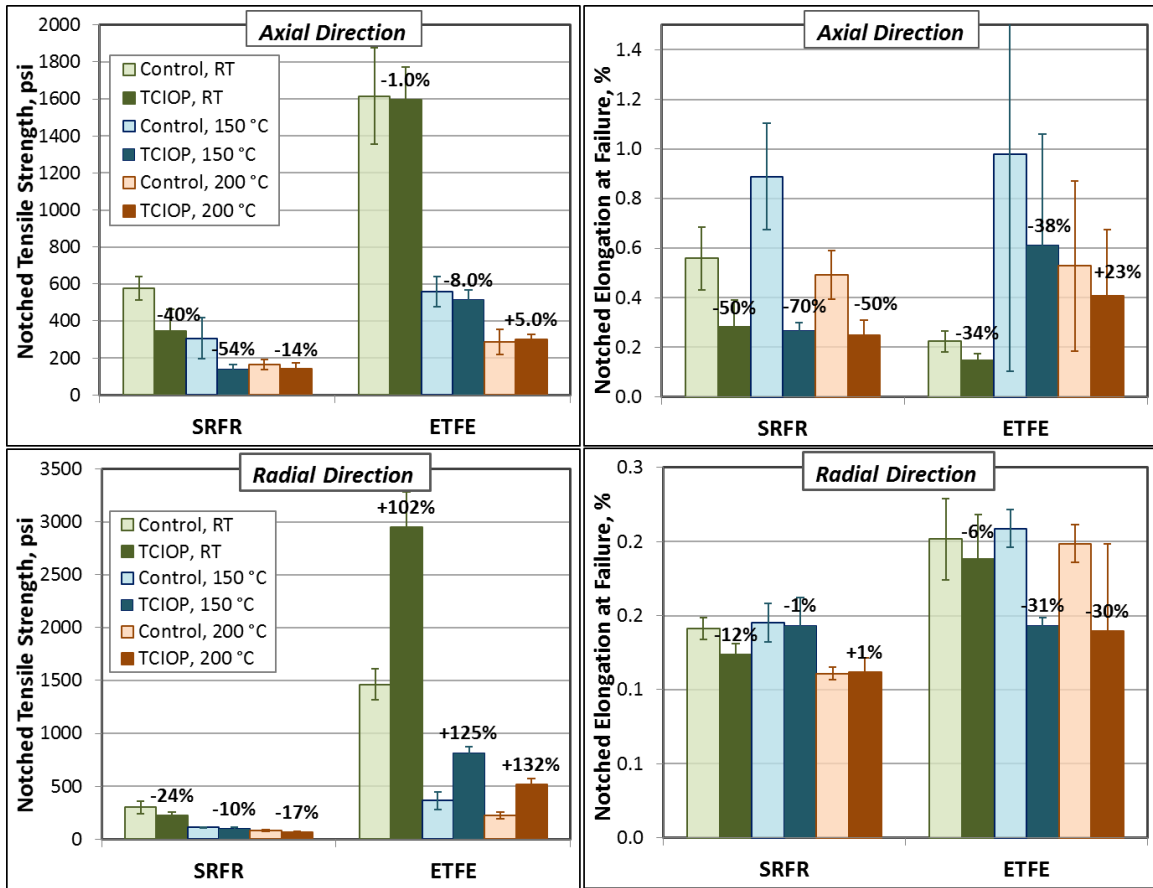 Axial Direction
Notched Tensile Strength, psi
2000
1800
1600
1400
1200
1000
800
600
400
200
0
Control, RT
TCIOP, RT
Control, 150 °C
TCIOP, 150 °C
Control, 200 °C
TCIOP, 200 °C
-40%
-54%
-14%
-1.0%
-8.0%
+5.0%
SRFR
ETFE
Axial Direction
Notched Elongation at Failure, %
1.4
1.2
1.0
0.8
0.6
0.4
0.2
0.0
-50%
-70%
-50%
-34%
-38%
+23%
SRFR
ETFE
Radial Direction
Notched Tensile Strength, psi
3500
3000
2500
2000
1500
1000
500
0
Control, RT
TCIOP, RT
Control, 150 °C
TCIOP, 150 °C
Control, 200 °C
TCIOP, 200 °C
-24%
-10%
-17%
+102%
+125%
+132%
SRFR
ETFE
Radial Direction
Notched Elongation at Failure, %
0.3
0.2
0.2
0.1
0.1
0.0
-12%
-1%
+1%
-6%
-31%
-30%
SRFR
ETFE